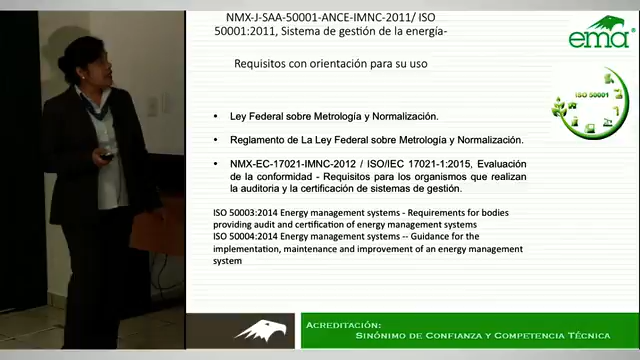 NMX-J-SAA-50001-ANCE-IMNC-2011/ ISO
50001:2011, Sistema de gestión de la energía-
Requisitos con orientación para su uso
ema®
ISO 50001
• Ley Federal sobre Metrología y Normalización.
• Reglamento de La Ley Federal sobre Metrología y Normalización.
• NMX-EC-17021-IMNC-2012 / ISO/IEC 17021-1:2015, Evaluación
de la conformidad - Requisitos para los organismos que realizan
la auditoria y la certificación de sistemas de gestión.
ISO 50003:2014 Energy management systems - Requirements for bodies
providing audit and certification of energy management systems
ISO 50004:2014 Energy management systems -- Guidance for the
implementation, maintenance and improvement of an energy management
system
ACREDITACIÓN:
SINÓNIMO DE CONFIANZA Y COMPETENCIA TÉCNICA